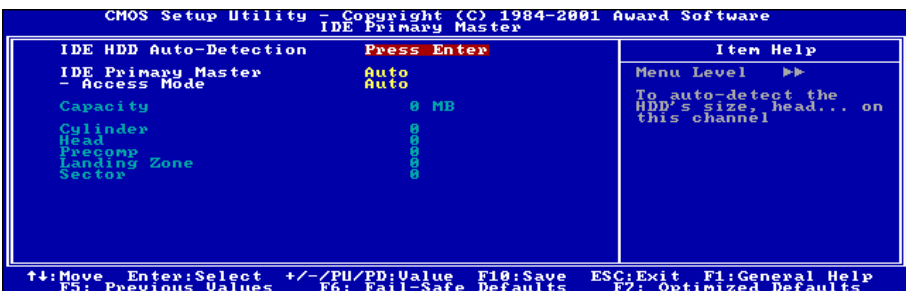 CMOS Setup Utility - Copyright (C) 1984-2001 Award Software
IDE Primary Master
IDE HDD Auto-Detection Press Enter
IDE Primary Master Auto
- Access Mode Auto
Capacity 0 MB
Cylinder 0
Head 0
Precomp 0
Landing Zone 0
Sector 0
Item Help
Menu Level ▶▶
To auto-detect the
HDD's size, head... on
this channel
↑↓:Move Enter:Select +/-/PU/PD:Value F10:Save ESC:Exit F1:General Help
F5: Previous Values F6: Fail-Safe Defaults F7: Optimized Defaults